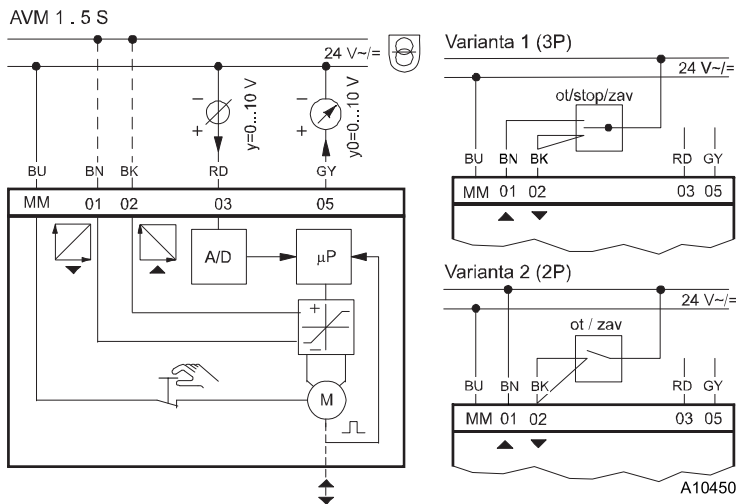 AVM 1 . 5 S
24 V~/=
y=0...10 V
y0=0...10 V
BU BN BK RD GY
MM 01 02 03 05
A/D
µP
+
−
M
Varianta 1 (3P)
24 V~/=
ot/stop/zav
BU BN BK RD GY
MM 01 02 03 05
Varianta 2 (2P)
24 V~/=
ot / zav
BU BN BK RD GY
MM 01 02 03 05
A10450